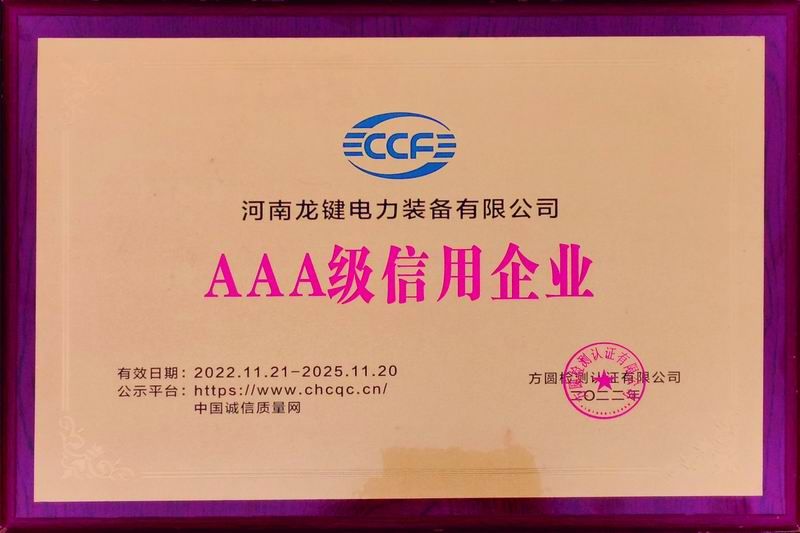 CCF
河南龙键电力装备有限公司
AAA级信用企业
有效日期：2022.11.21-2025.11.20
公示平台：https://www.chcqc.cn/
中国诚信质量网
方圆检测认证有限公司
二〇二二年